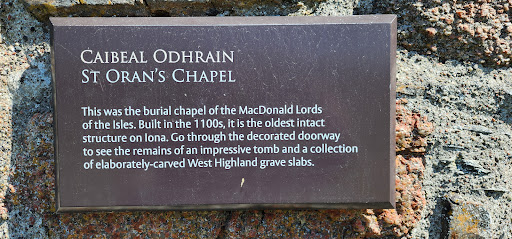 CAIBEAL ODHRAIN
ST ORAN'S CHAPEL
This was the burial chapel of the MacDonald Lords
of the Isles. Built in the 1100s, it is the oldest intact
structure on Iona. Go through the decorated doorway
to see the remains of an impressive tomb and a collection
of elaborately-carved West Highland grave slabs.